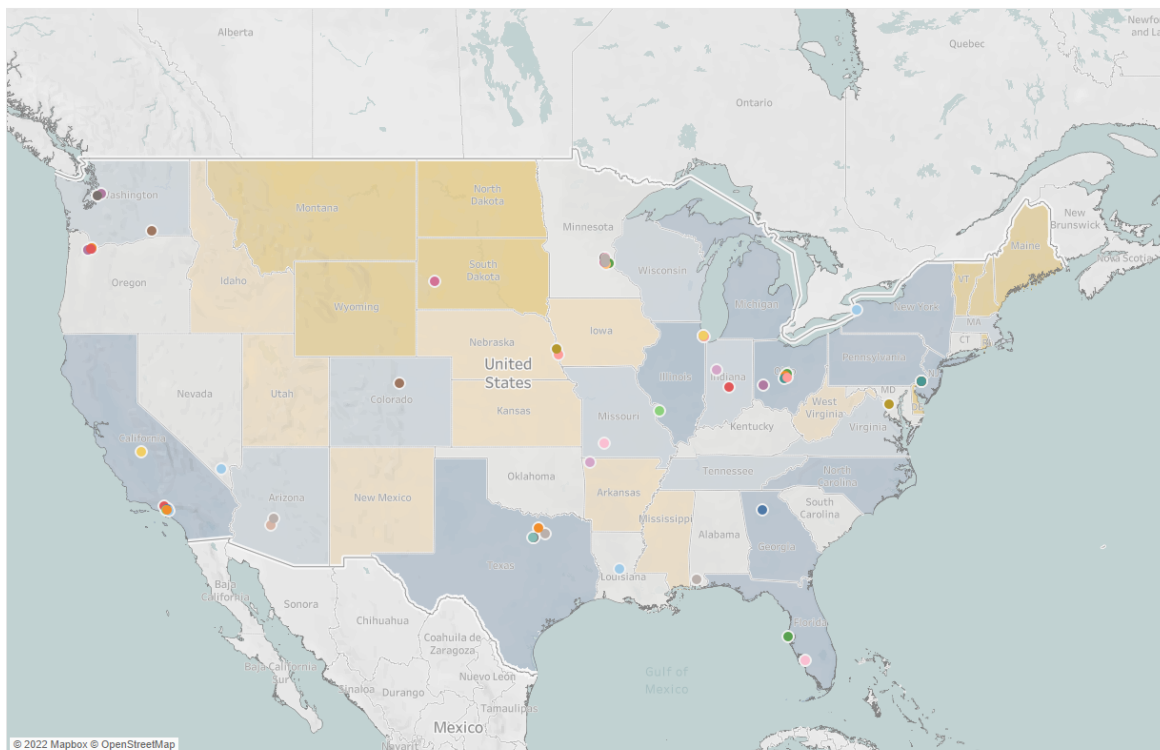 Alberta
Newfo
and La
Quebec
Ontario
Washington
Montana
North
Dakota
Minnesota
New
Brunswick
Maine
Nova Scotia
Oregon
Idaho
South
Dakota
Wisconsin
Michigan
VT
New York
MA
Wyoming
Iowa
CT
Nebraska
United
States
Pennsylvania
Nevada
Utah
Colorado
Kansas
Illinois
Indiana
MD
Missouri
West
Virginia
Virginia
California
Kentucky
Oklahoma
Tennessee
North
Carolina
Arizona
New Mexico
Arkansas
South
Carolina
Mississippi
Alabama
Georgia
Texas
Louisiana
Baja
California
Sonora
Chihuahua
Florida
Coahuila de
Zaragoza
Baja California
Sur
Nuevo León
Gulf of
Mexico
Sinaloa
Durango
Tamaulipas
Mexico
Nayarit
© 2022 Mapbox © OpenStreetMap